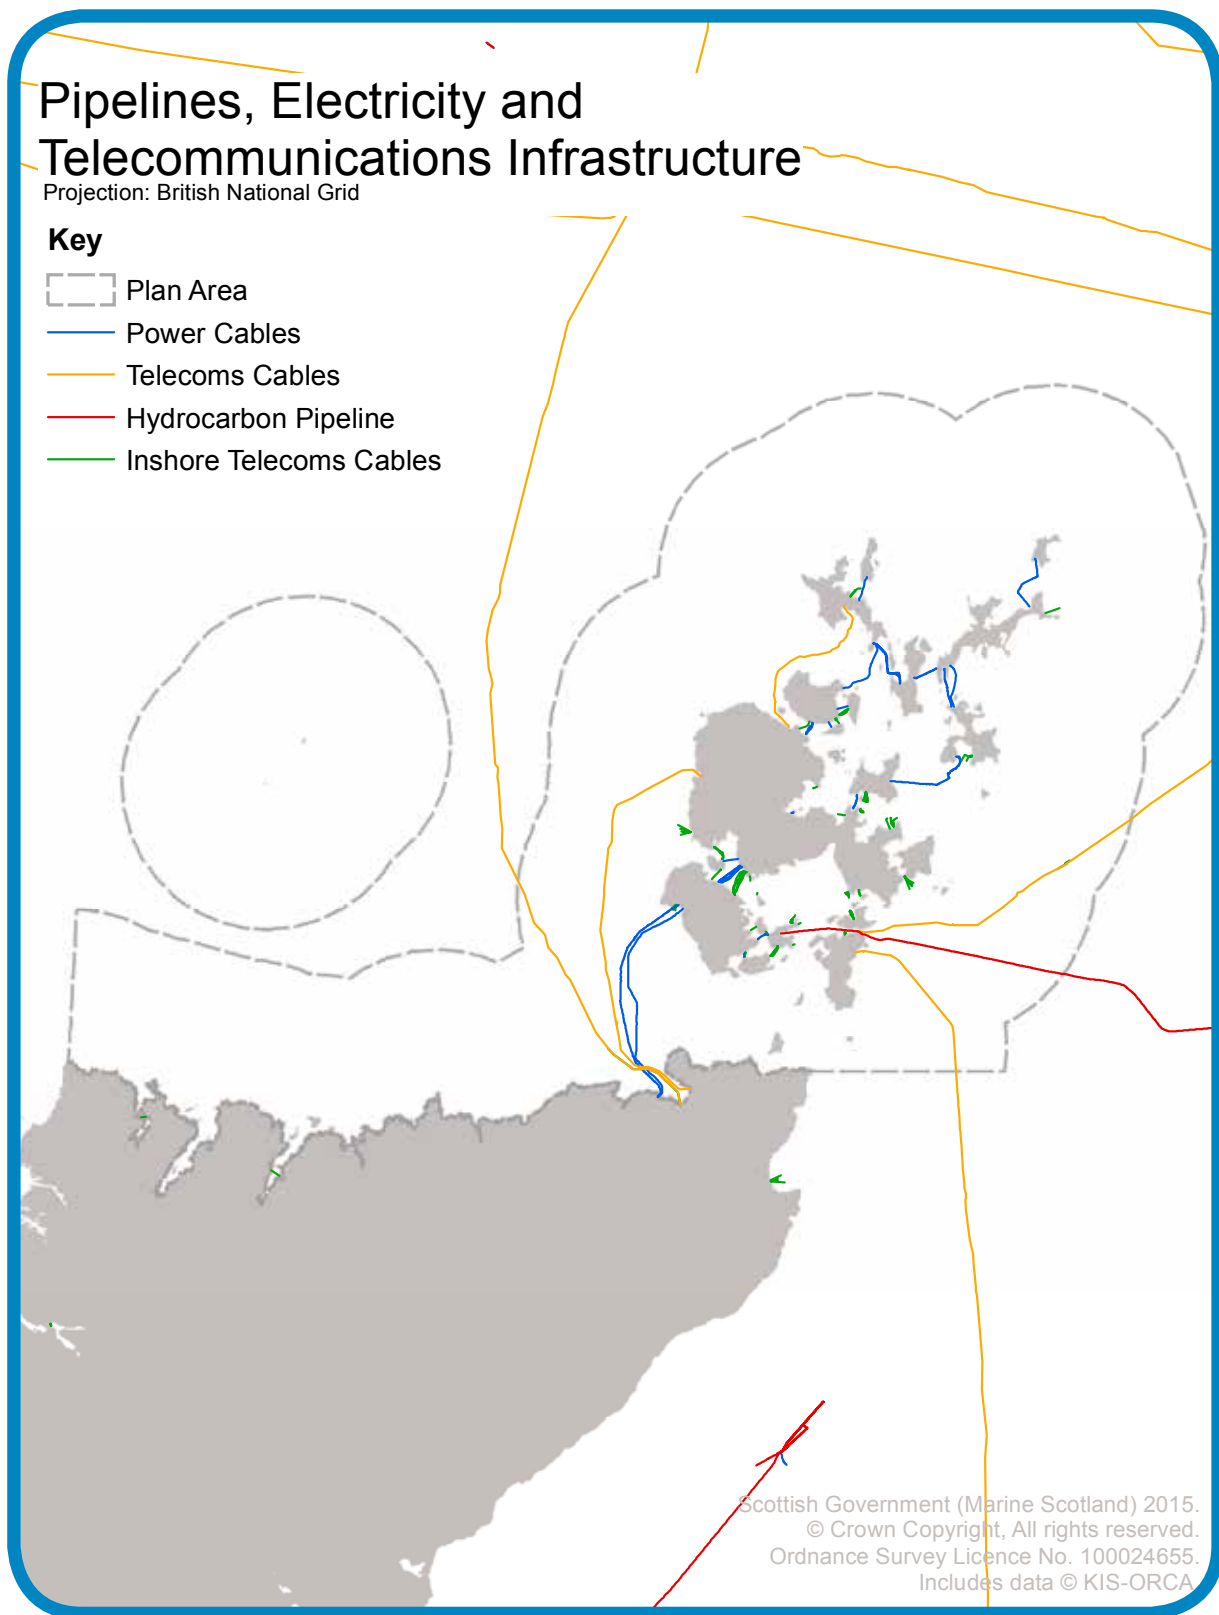 Pipelines, Electricity and
Telecommunications Infrastructure
Projection: British National Grid
Key
Plan Area
Power Cables
Telecoms Cables
Hydrocarbon Pipeline
Inshore Telecoms Cables
Scottish Government (Marine Scotland) 2015.
© Crown Copyright, All rights reserved.
Ordnance Survey Licence No. 100024655.
Includes data © KIS-ORCA.